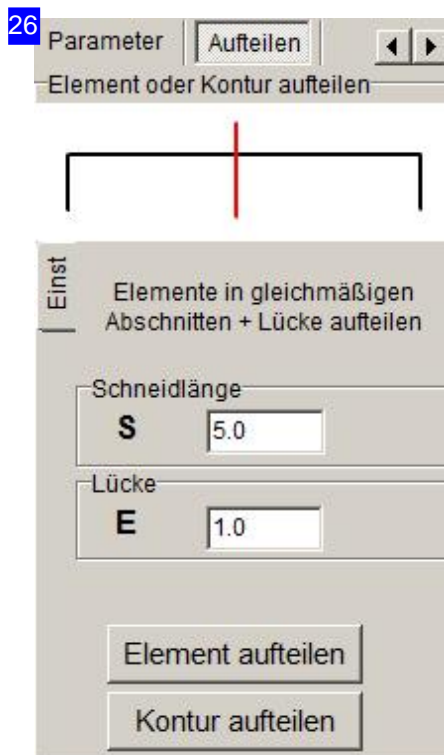 26
Parameter Aufteilen
Element oder Kontur aufteilen
Einst
Elemente in gleichmäßigen
Abschnitten + Lücke aufteilen
Schneidlänge
S 5.0
Lücke
E 1.0
Element aufteilen
Kontur aufteilen